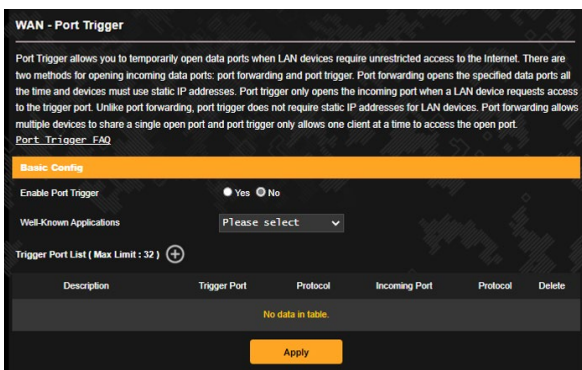 WAN - Port Trigger
Port Trigger allows you to temporarily open data ports when LAN devices require unrestricted access to the Internet. There are
two methods for opening incoming data ports: port forwarding and port trigger. Port forwarding opens the specified data ports all
the time and devices must use static IP addresses. Port trigger only opens the incoming port when a LAN device requests access
to the trigger port. Unlike port forwarding, port trigger does not require static IP addresses for LAN devices. Port forwarding allows
multiple devices to share a single open port and port trigger only allows one client at a time to access the open port.
Port Trigger FAQ
Basic Config
Enable Port Trigger Yes No
Well-Known Applications Please select
Trigger Port List ( Max Limit : 32 )
Description Trigger Port Protocol Incoming Port Protocol Delete
No data in table.
Apply